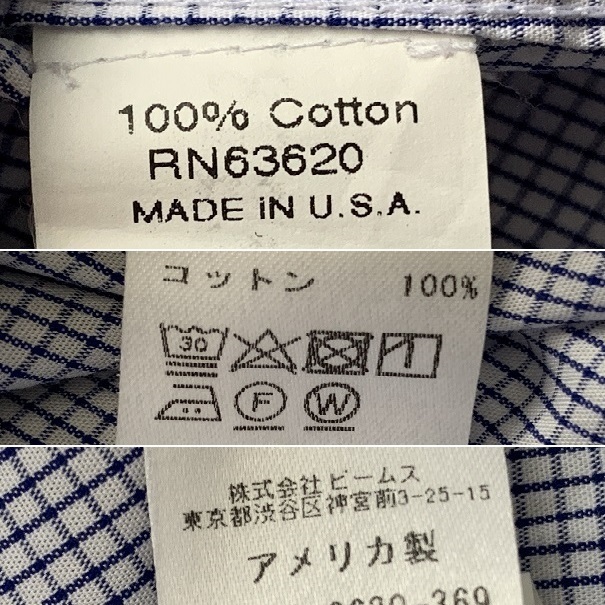 100% Cotton
RN63620
MADE IN U.S.A.
コットン 100%
30
F W
株式会社ビームス
東京都渋谷区神宮前3-25-15
アメリカ製